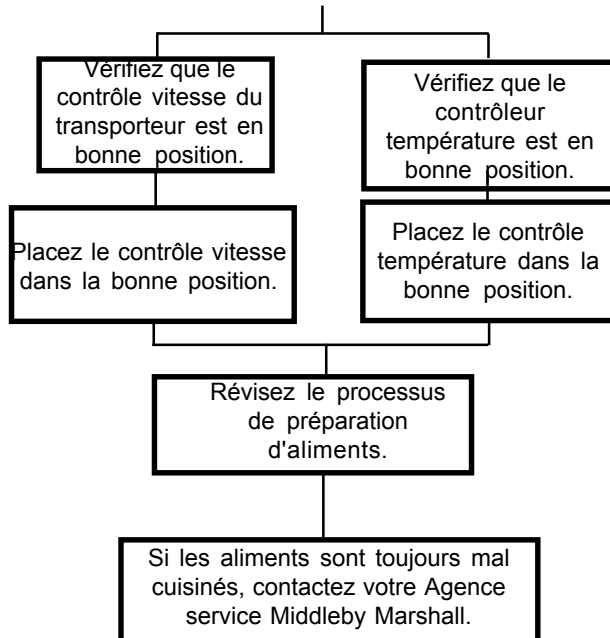 Vérifiez que le
contrôle vitesse du
transporteur est en
bonne position.
Vérifiez que le
contrôleur
température est en
bonne position.
Placez le contrôle vitesse
dans la bonne position.
Placez le contrôle
température dans la
bonne position.
Révisez le processus
de préparation
d'aliments.
Si les aliments sont toujours mal
cuisinés, contactez votre Agence
service Middleby Marshall.